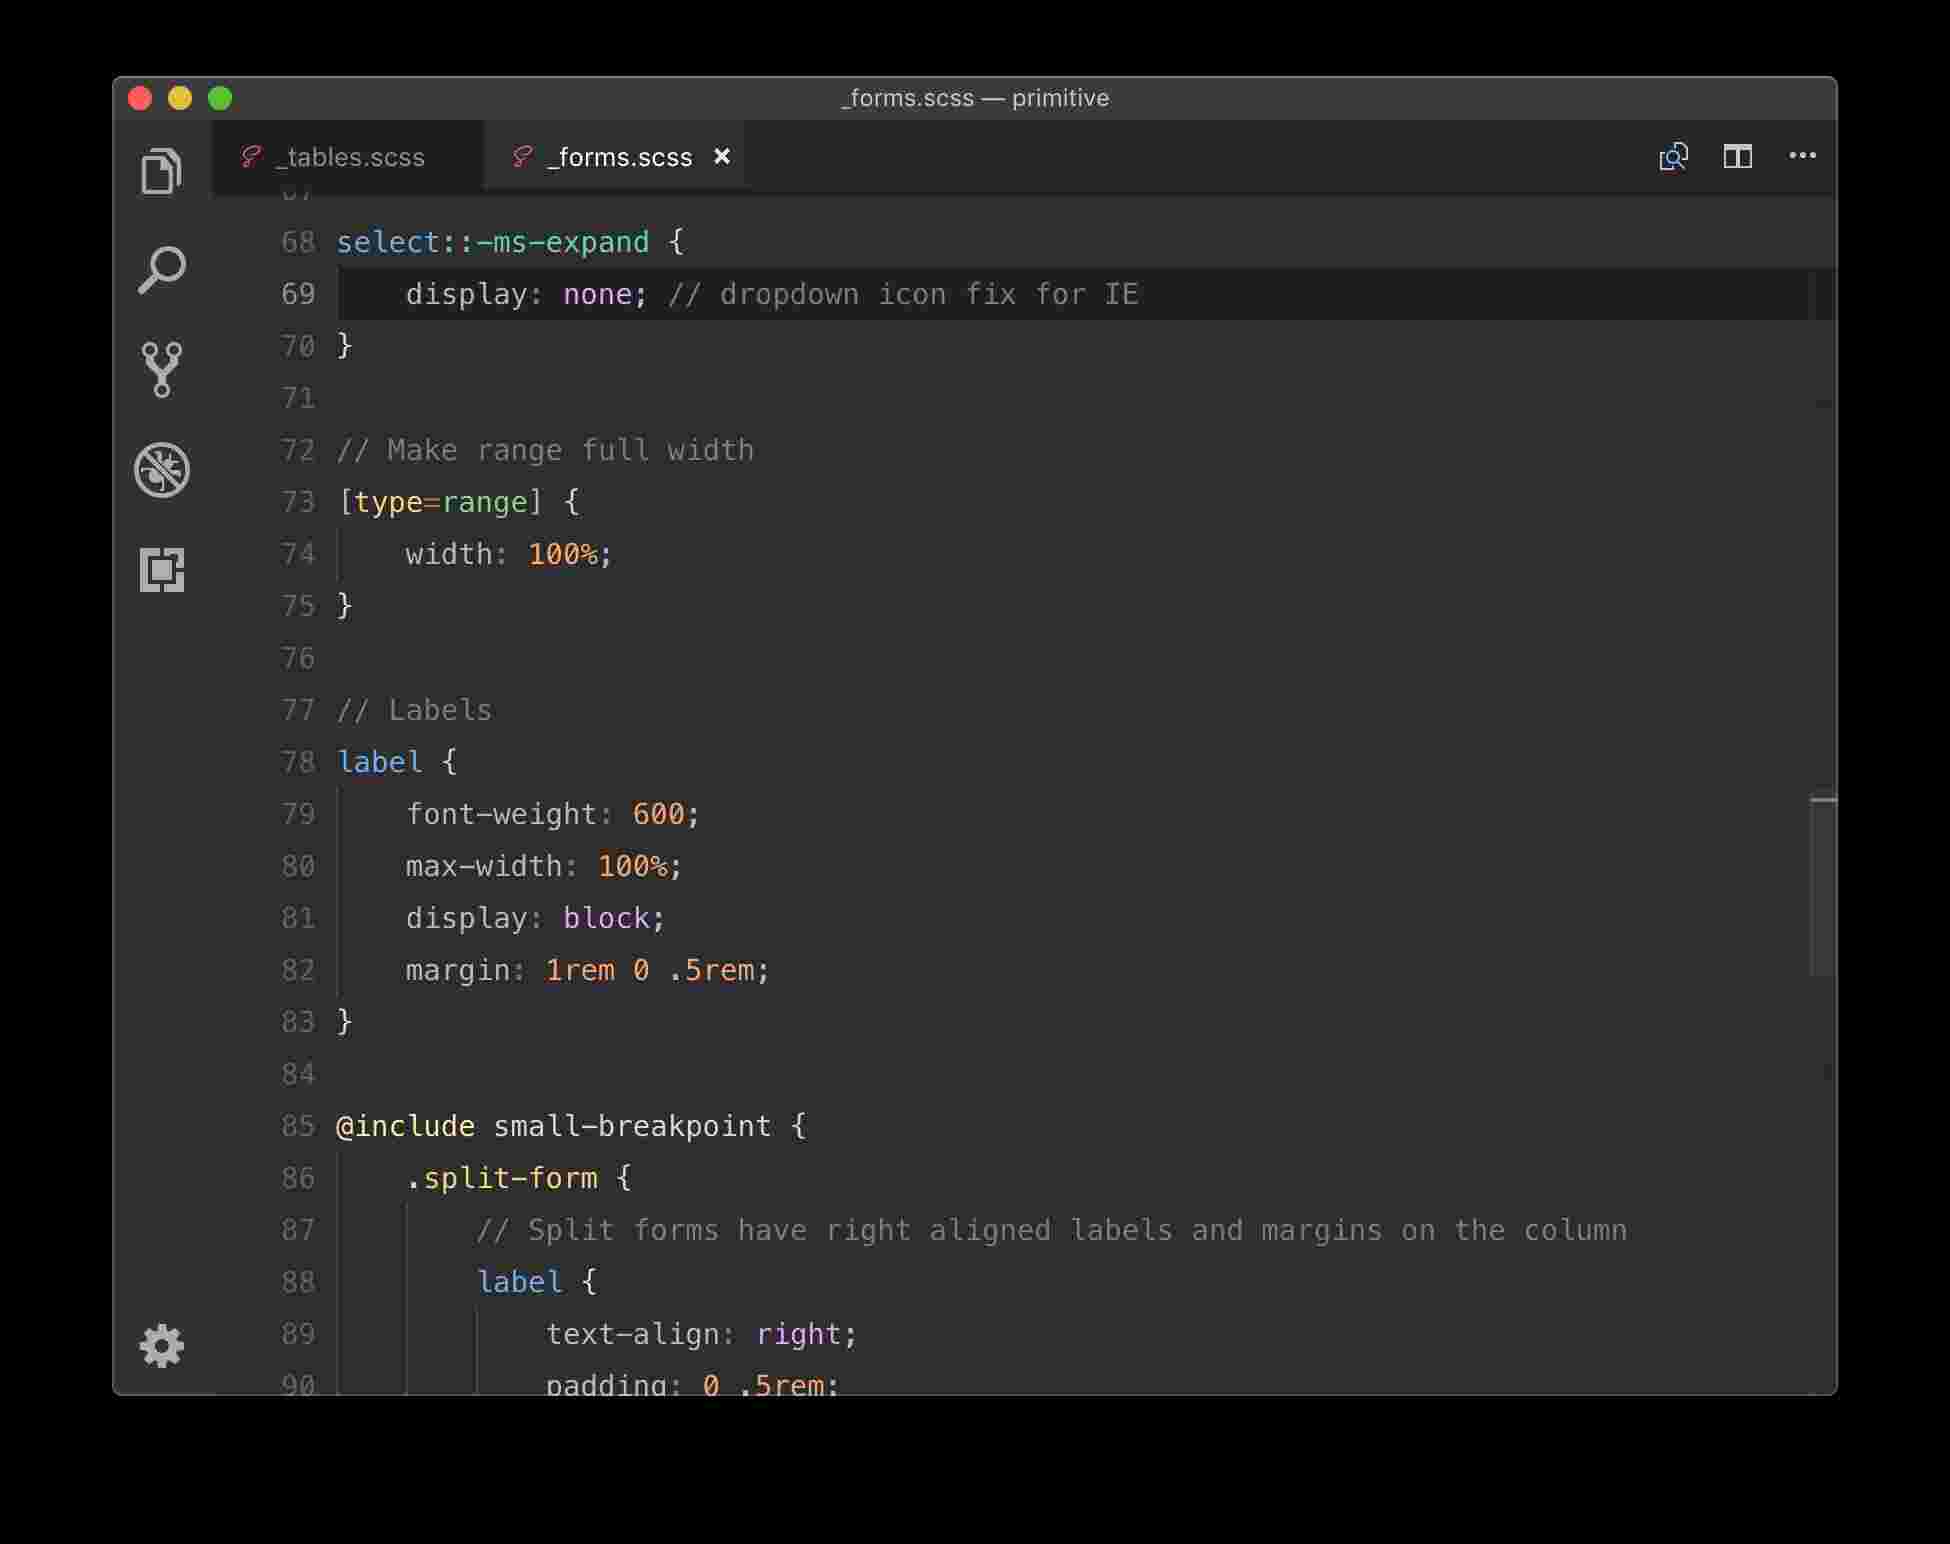 _forms.scss — primitive
_tables.scss
_forms.scss
67
68 select::-ms-expand {
69 display: none; // dropdown icon fix for IE
70 }
71
72 // Make range full width
73 [type=range] {
74 width: 100%;
75 }
76
77 // Labels
78 label {
79 font-weight: 600;
80 max-width: 100%;
81 display: block;
82 margin: 1rem 0 .5rem;
83 }
84
85 @include small-breakpoint {
86 .split-form {
87 // Split forms have right aligned labels and margins on the column
88 label {
89 text-align: right;
90 padding: 0 .5rem;